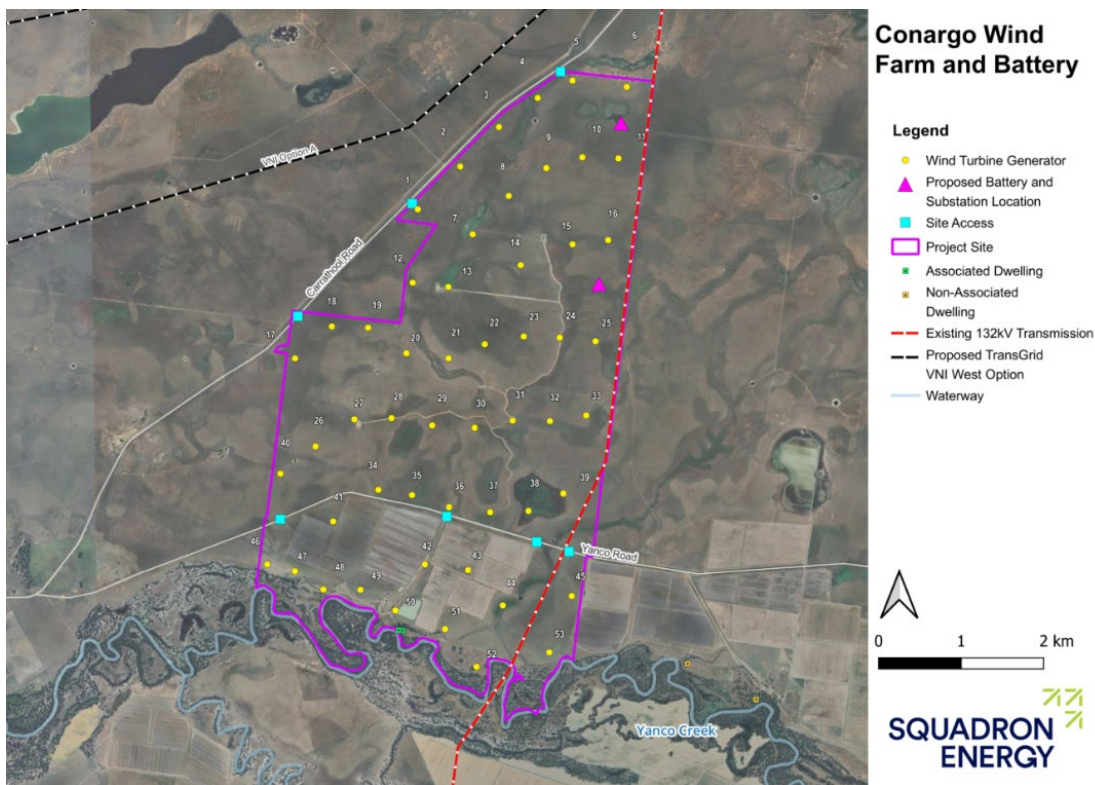 Conargo Wind
Farm and Battery
Legend
Wind Turbine Generator
Proposed Battery and
Substation Location
Site Access
Project Site
Associated Dwelling
Non-Associated
Dwelling
Existing 132kV Transmission
Proposed TransGrid
VNI West Option
Waterway
0 1 2 km
SQUADRON
ENERGY
VNI Option A
Carrathool Road
Yanco Road
Yanco Creek
1
2
3
4
5
6
7
8
9
10
11
12
13
14
15
16
17
18
19
20
21
22
23
24
25
26
27
28
29
30
31
32
33
34
35
36
37
38
39
40
41
42
43
44
45
46
47
48
49
50
51
52
53